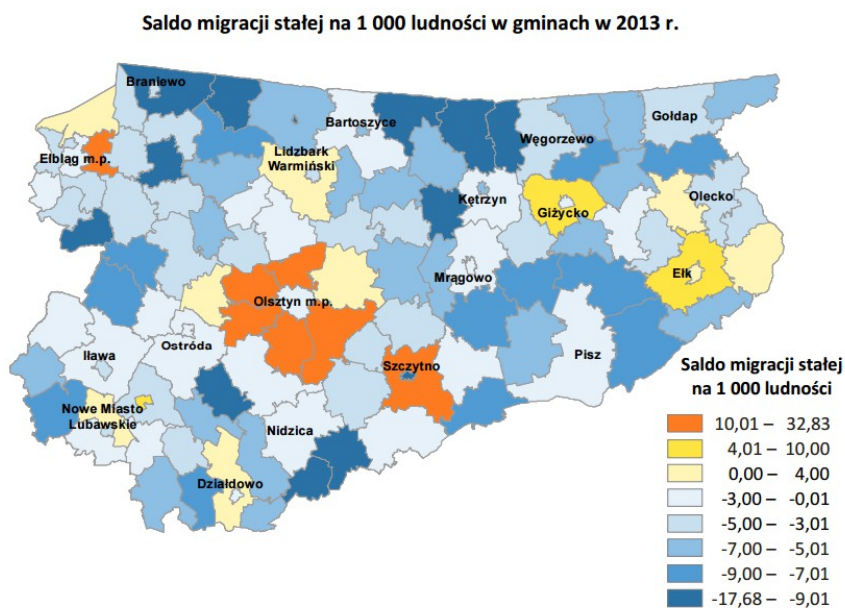 Saldo migracji stałej na 1 000 ludności w gminach w 2013 r.
Braniewo
Bartoszyce
Gołdap
Węgorzewo
Elbląg m.p.
Lidzbark
Warmiński
Kętrzyn
Olecko
Giżycko
Ełk
Mrągowo
Olsztyn m.p.
Ostróda
Iława
Pisz
Szczytno
Nowe Miasto
Lubawskie
Nidzica
Działdowo
Saldo migracji stałej
na 1 000 ludności
10,01 – 32,83
4,01 – 10,00
0,00 – 4,00
-3,00 – -0,01
-5,00 – -3,01
-7,00 – -5,01
-9,00 – -7,01
-17,68 – -9,01